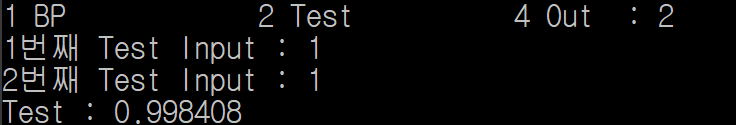 1 BP 2 Test 4 Out : 2
1번째 Test Input : 1
2번째 Test Input : 1
Test : 0.998408